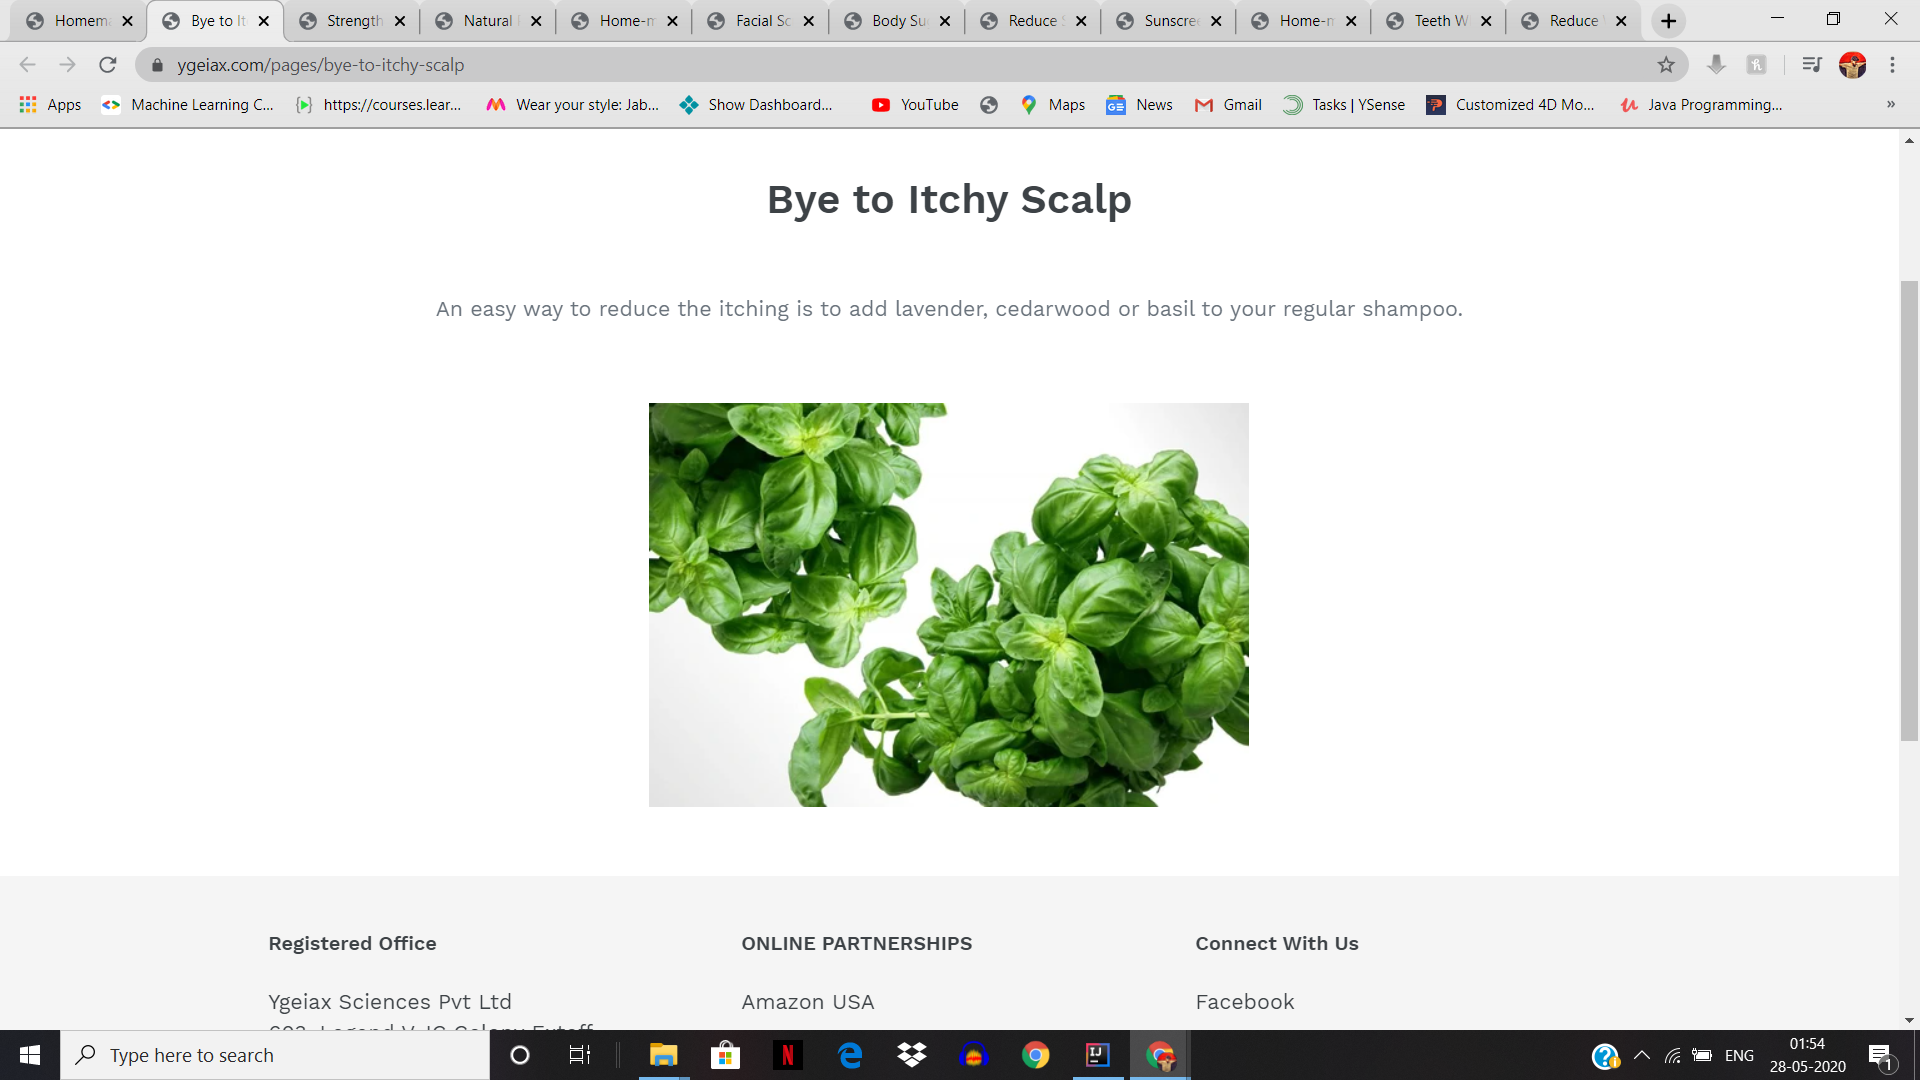 Homema
Bye to It
Strength
Natural
Home-m
Facial Sc
Body Su
Reduce
Sunscree
Home-m
Teeth W
Reduce
ygeiax.com/pages/bye-to-itchy-scalp
Apps
Machine Learning C...
https://courses.lear...
Wear your style: Jab...
Show Dashboard...
YouTube
Maps
News
Gmail
Tasks | YSense
Customized 4D Mo...
Java Programming...
»
Bye to Itchy Scalp
An easy way to reduce the itching is to add lavender, cedarwood or basil to your regular shampoo.
Registered Office
ONLINE PARTNERSHIPS
Connect With Us
Ygeiax Sciences Pvt Ltd
Amazon USA
Facebook
Type here to search
ENG
01:54
28-05-2020
1